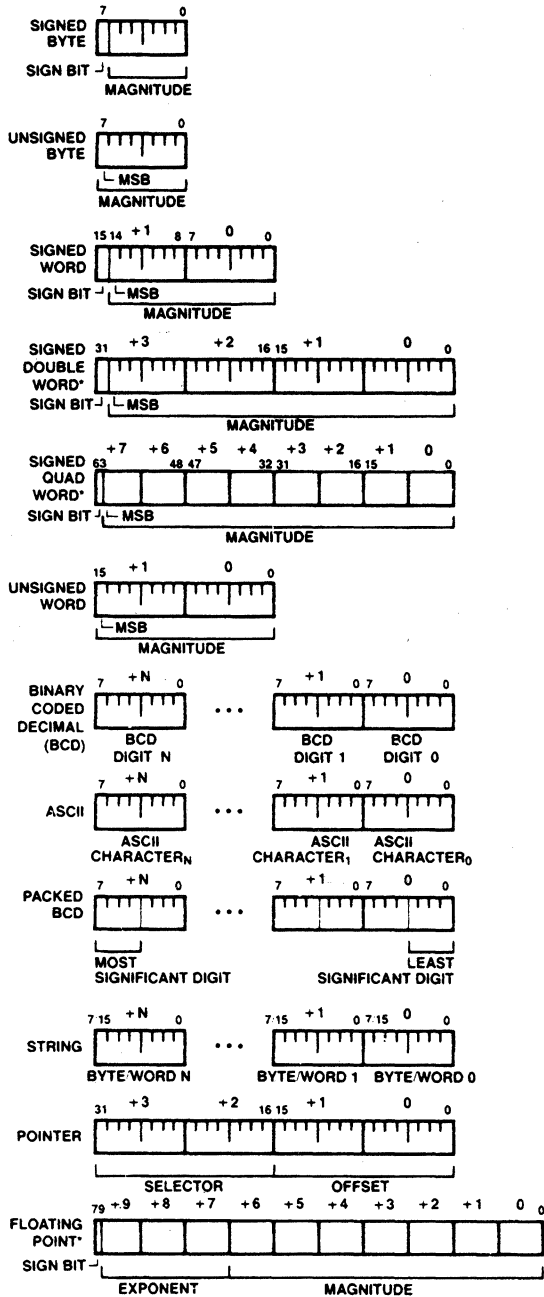 7 0
SIGNED
BYTE
SIGN BIT
MAGNITUDE
7 0
UNSIGNED
BYTE
MSB
MAGNITUDE
15 14 +1 8 7 0 0
SIGNED
WORD
SIGN BIT MSB
MAGNITUDE
31 +3 +2 16 15 +1 0 0
SIGNED
DOUBLE
WORD*
SIGN BIT MSB
MAGNITUDE
+7 +6 +5 +4 +3 +2 +1 0
63 48 47 32 31 16 15 0
SIGNED
QUAD
WORD*
SIGN BIT MSB
MAGNITUDE
15 +1 0 0
UNSIGNED
WORD
MSB
MAGNITUDE
7 +N 0 7 +1 0 7 0 0
BINARY
CODED
DECIMAL
(BCD)
• • •
BCD BCD BCD
DIGIT N DIGIT 1 DIGIT 0
7 +N 0 7 +1 0 7 0 0
ASCII • • •
ASCII ASCII ASCII
CHARACTERN CHARACTER1 CHARACTER0
7 +N 0 7 +1 0 7 0 0
PACKED
BCD
• • •
MOST LEAST
SIGNIFICANT DIGIT SIGNIFICANT DIGIT
7/15 +N 0 7/15 +1 0 7/15 0 0
STRING • • •
BYTE/WORD N BYTE/WORD 1 BYTE/WORD 0
31 +3 +2 16 15 +1 0 0
POINTER
SELECTOR OFFSET
79 +9 +8 +7 +6 +5 +4 +3 +2 +1 0 0
FLOATING
POINT*
SIGN BIT
EXPONENT MAGNITUDE